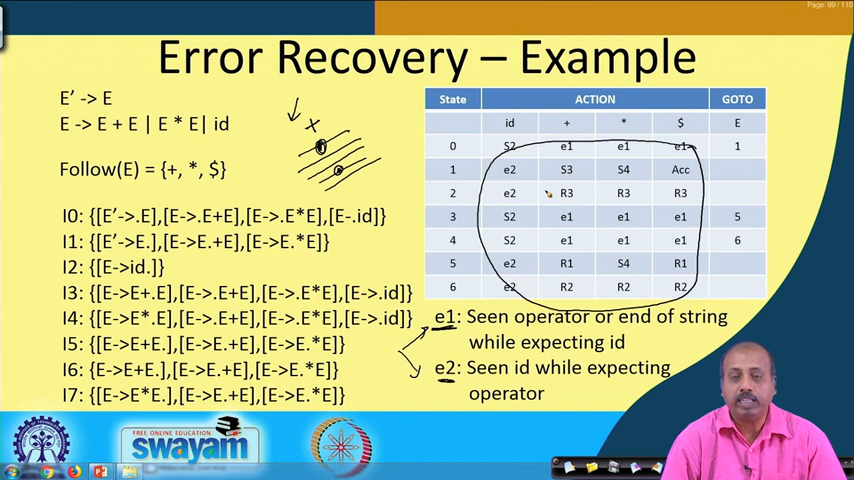 Page: 99 / 110
Error Recovery – Example
E' -> E
E -> E + E | E * E| id
Follow(E) = {+, *, $}
I0: {[E'->.E],[E->.E+E],[E->.E*E],[E-.id]}
I1: {[E'->E.],[E->E.+E],[E->E.*E]}
I2: {[E->id.]}
I3: {[E->E+.E],[E->.E+E],[E->.E*E],[E->.id]}
I4: {[E->E*.E],[E->.E+E],[E->.E*E],[E->.id]}
I5: {[E->E+E.],[E->E.+E],[E->E.*E]}
I6: {E->E+E.],[E->E.+E],[E->E.*E]}
I7: {[E->E*E.],[E->E.+E],[E->E.*E]}
X
State ACTION GOTO
id + * $ E
0 S2 e1 e1 e1 1
1 e2 S3 S4 Acc
2 e2 R3 R3 R3
3 S2 e1 e1 e1 5
4 S2 e1 e1 e1 6
5 e2 R1 S4 R1
6 e2 R2 R2 R2
e1: Seen operator or end of string
while expecting id
e2: Seen id while expecting
operator
FREE ONLINE EDUCATION
swayam